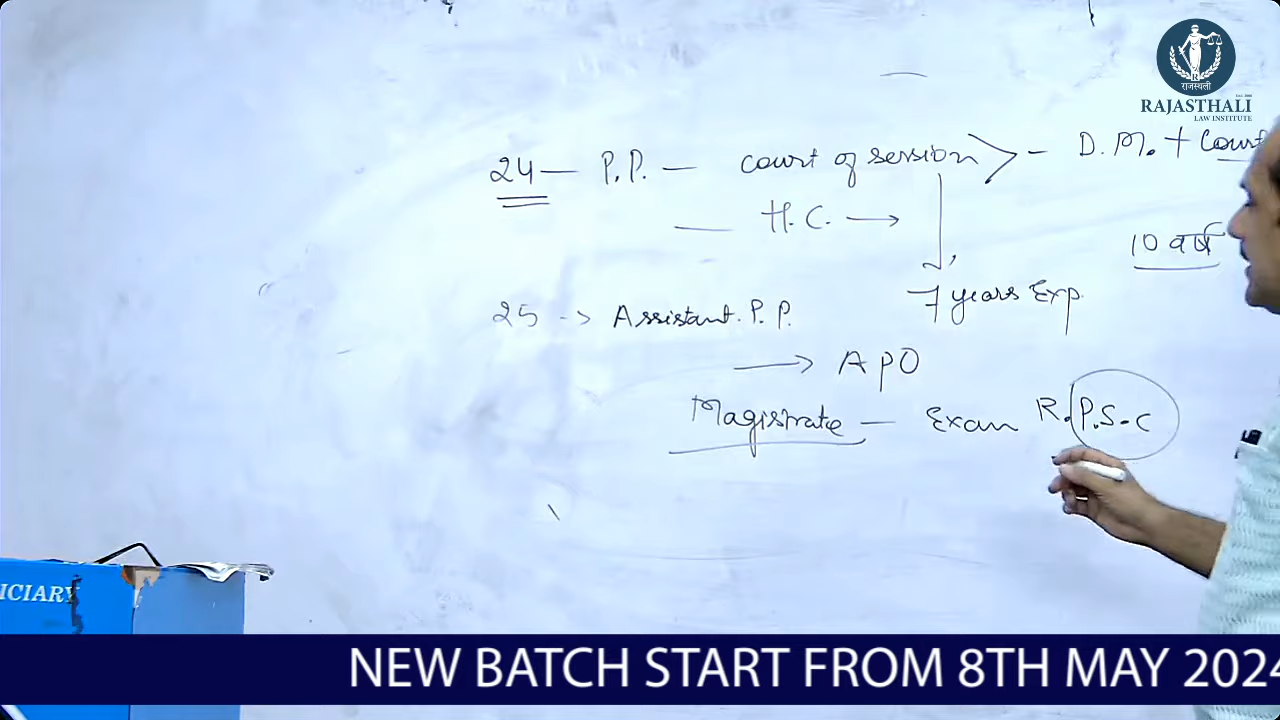 राजस्थली
RAJASTHALI
LAW INSTITUTE
24 — P.P. — Court of session > - D.M. + Court
— H.C. →
10 वर्ष
7 years Exp.
25 -> Assistant. P.P.
→ APO
Magistrate — Exam R.P.S.C
ICIARY
NEW BATCH START FROM 8TH MAY 2024